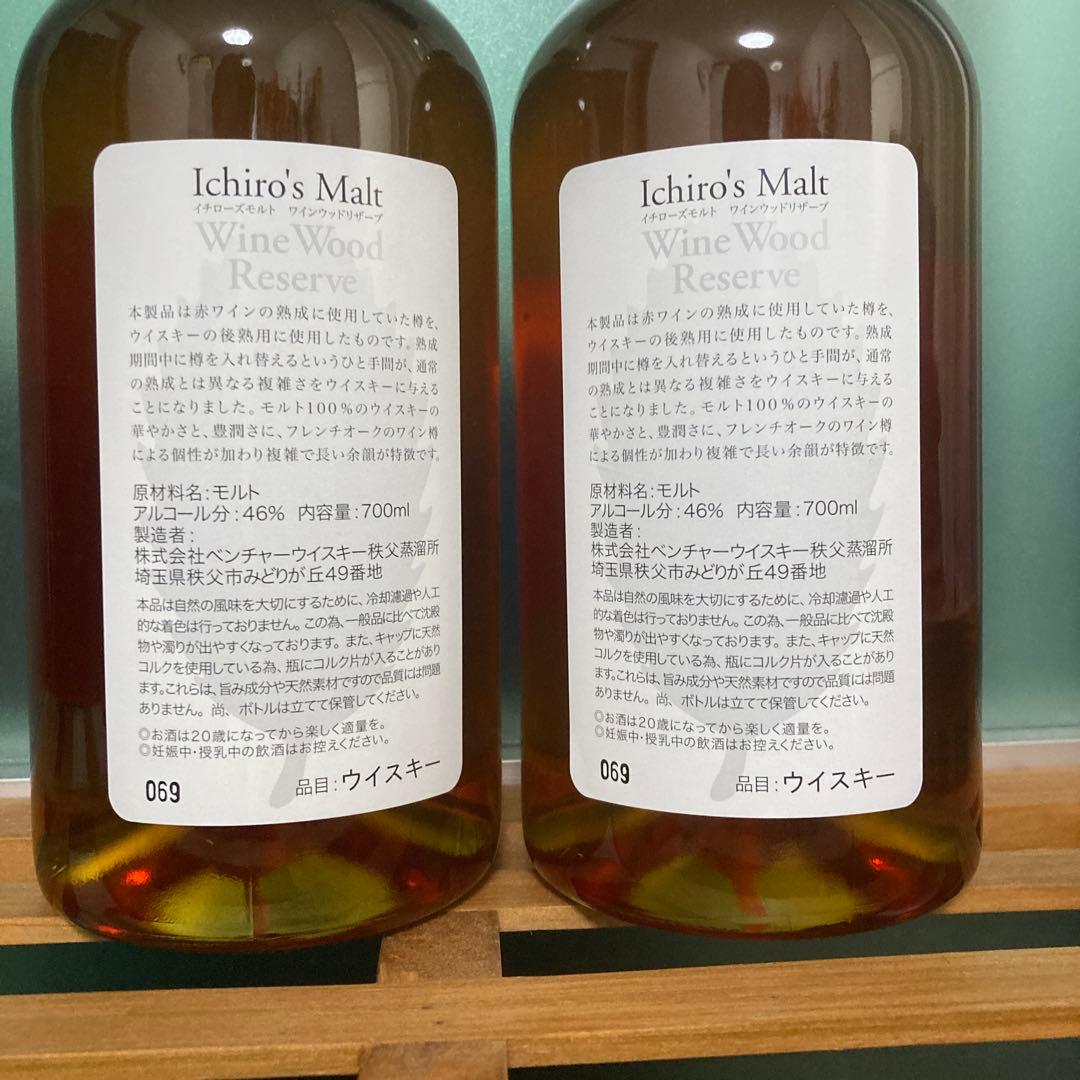 Ichiro's Malt
イチローズモルト ワインウッドリザーブ
Wine Wood
Reserve
本製品は赤ワインの熟成に使用していた樽を、
ウイスキーの後熟用に使用したものです。熟成
期間中に樽を入れ替えるというひと手間が、通常
の熟成とは異なる複雑さをウイスキーに与える
ことになりました。モルト100%のウイスキーの
華やかさと、豊潤さに、フレンチオークのワイン樽
による個性が加わり複雑で長い余韻が特徴です。
原材料名:モルト
アルコール分:46% 内容量:700ml
製造者:
株式会社ベンチャーウイスキー秩父蒸溜所
埼玉県秩父市みどりが丘49番地
本品は自然の風味を大切にするために、冷却濾過や人工
的な着色は行っておりません。この為、一般品に比べて沈殿
物や濁りが出やすくなっております。また、キャップに天然
コルクを使用している為、瓶にコルク片が入ることがあり
ます。これらは、旨み成分や天然素材ですので品質には問題
ありません。尚、ボトルは立てて保管してください。
◎お酒は20歳になってから楽しく適量を。
◎妊娠中・授乳中の飲酒はお控えください。
069 品目:ウイスキー
Ichiro's Malt
イチローズモルト ワインウッドリザーブ
Wine Wood
Reserve
本製品は赤ワインの熟成に使用していた樽を、
ウイスキーの後熟用に使用したものです。熟成
期間中に樽を入れ替えるというひと手間が、通常
の熟成とは異なる複雑さをウイスキーに与える
ことになりました。モルト100%のウイスキーの
華やかさと、豊潤さに、フレンチオークのワイン樽
による個性が加わり複雑で長い余韻が特徴です。
原材料名:モルト
アルコール分:46% 内容量:700ml
製造者:
株式会社ベンチャーウイスキー秩父蒸溜所
埼玉県秩父市みどりが丘49番地
本品は自然の風味を大切にするために、冷却濾過や人工
的な着色は行っておりません。この為、一般品に比べて沈殿
物や濁りが出やすくなっております。また、キャップに天然
コルクを使用している為、瓶にコルク片が入ることがあり
ます。これらは、旨み成分や天然素材ですので品質には問題
ありません。尚、ボトルは立てて保管してください。
◎お酒は20歳になってから楽しく適量を。
◎妊娠中・授乳中の飲酒はお控えください。
069 品目:ウイスキー